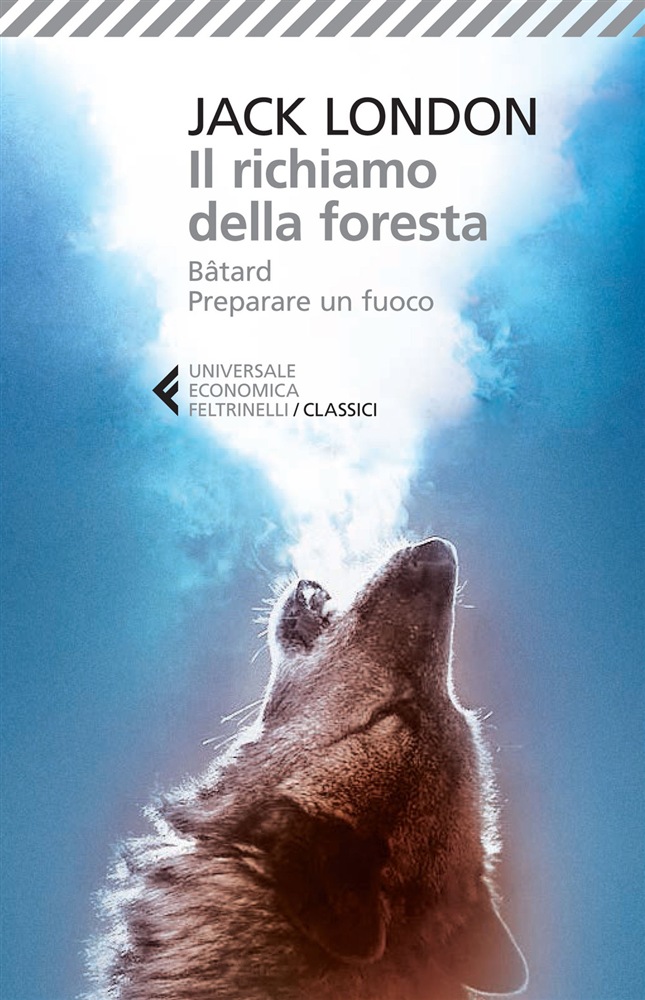 JACK LONDON
Il richiamo
della foresta
Bâtard
Preparare un fuoco
UNIVERSALE
ECONOMICA
FELTRINELLI / CLASSICI